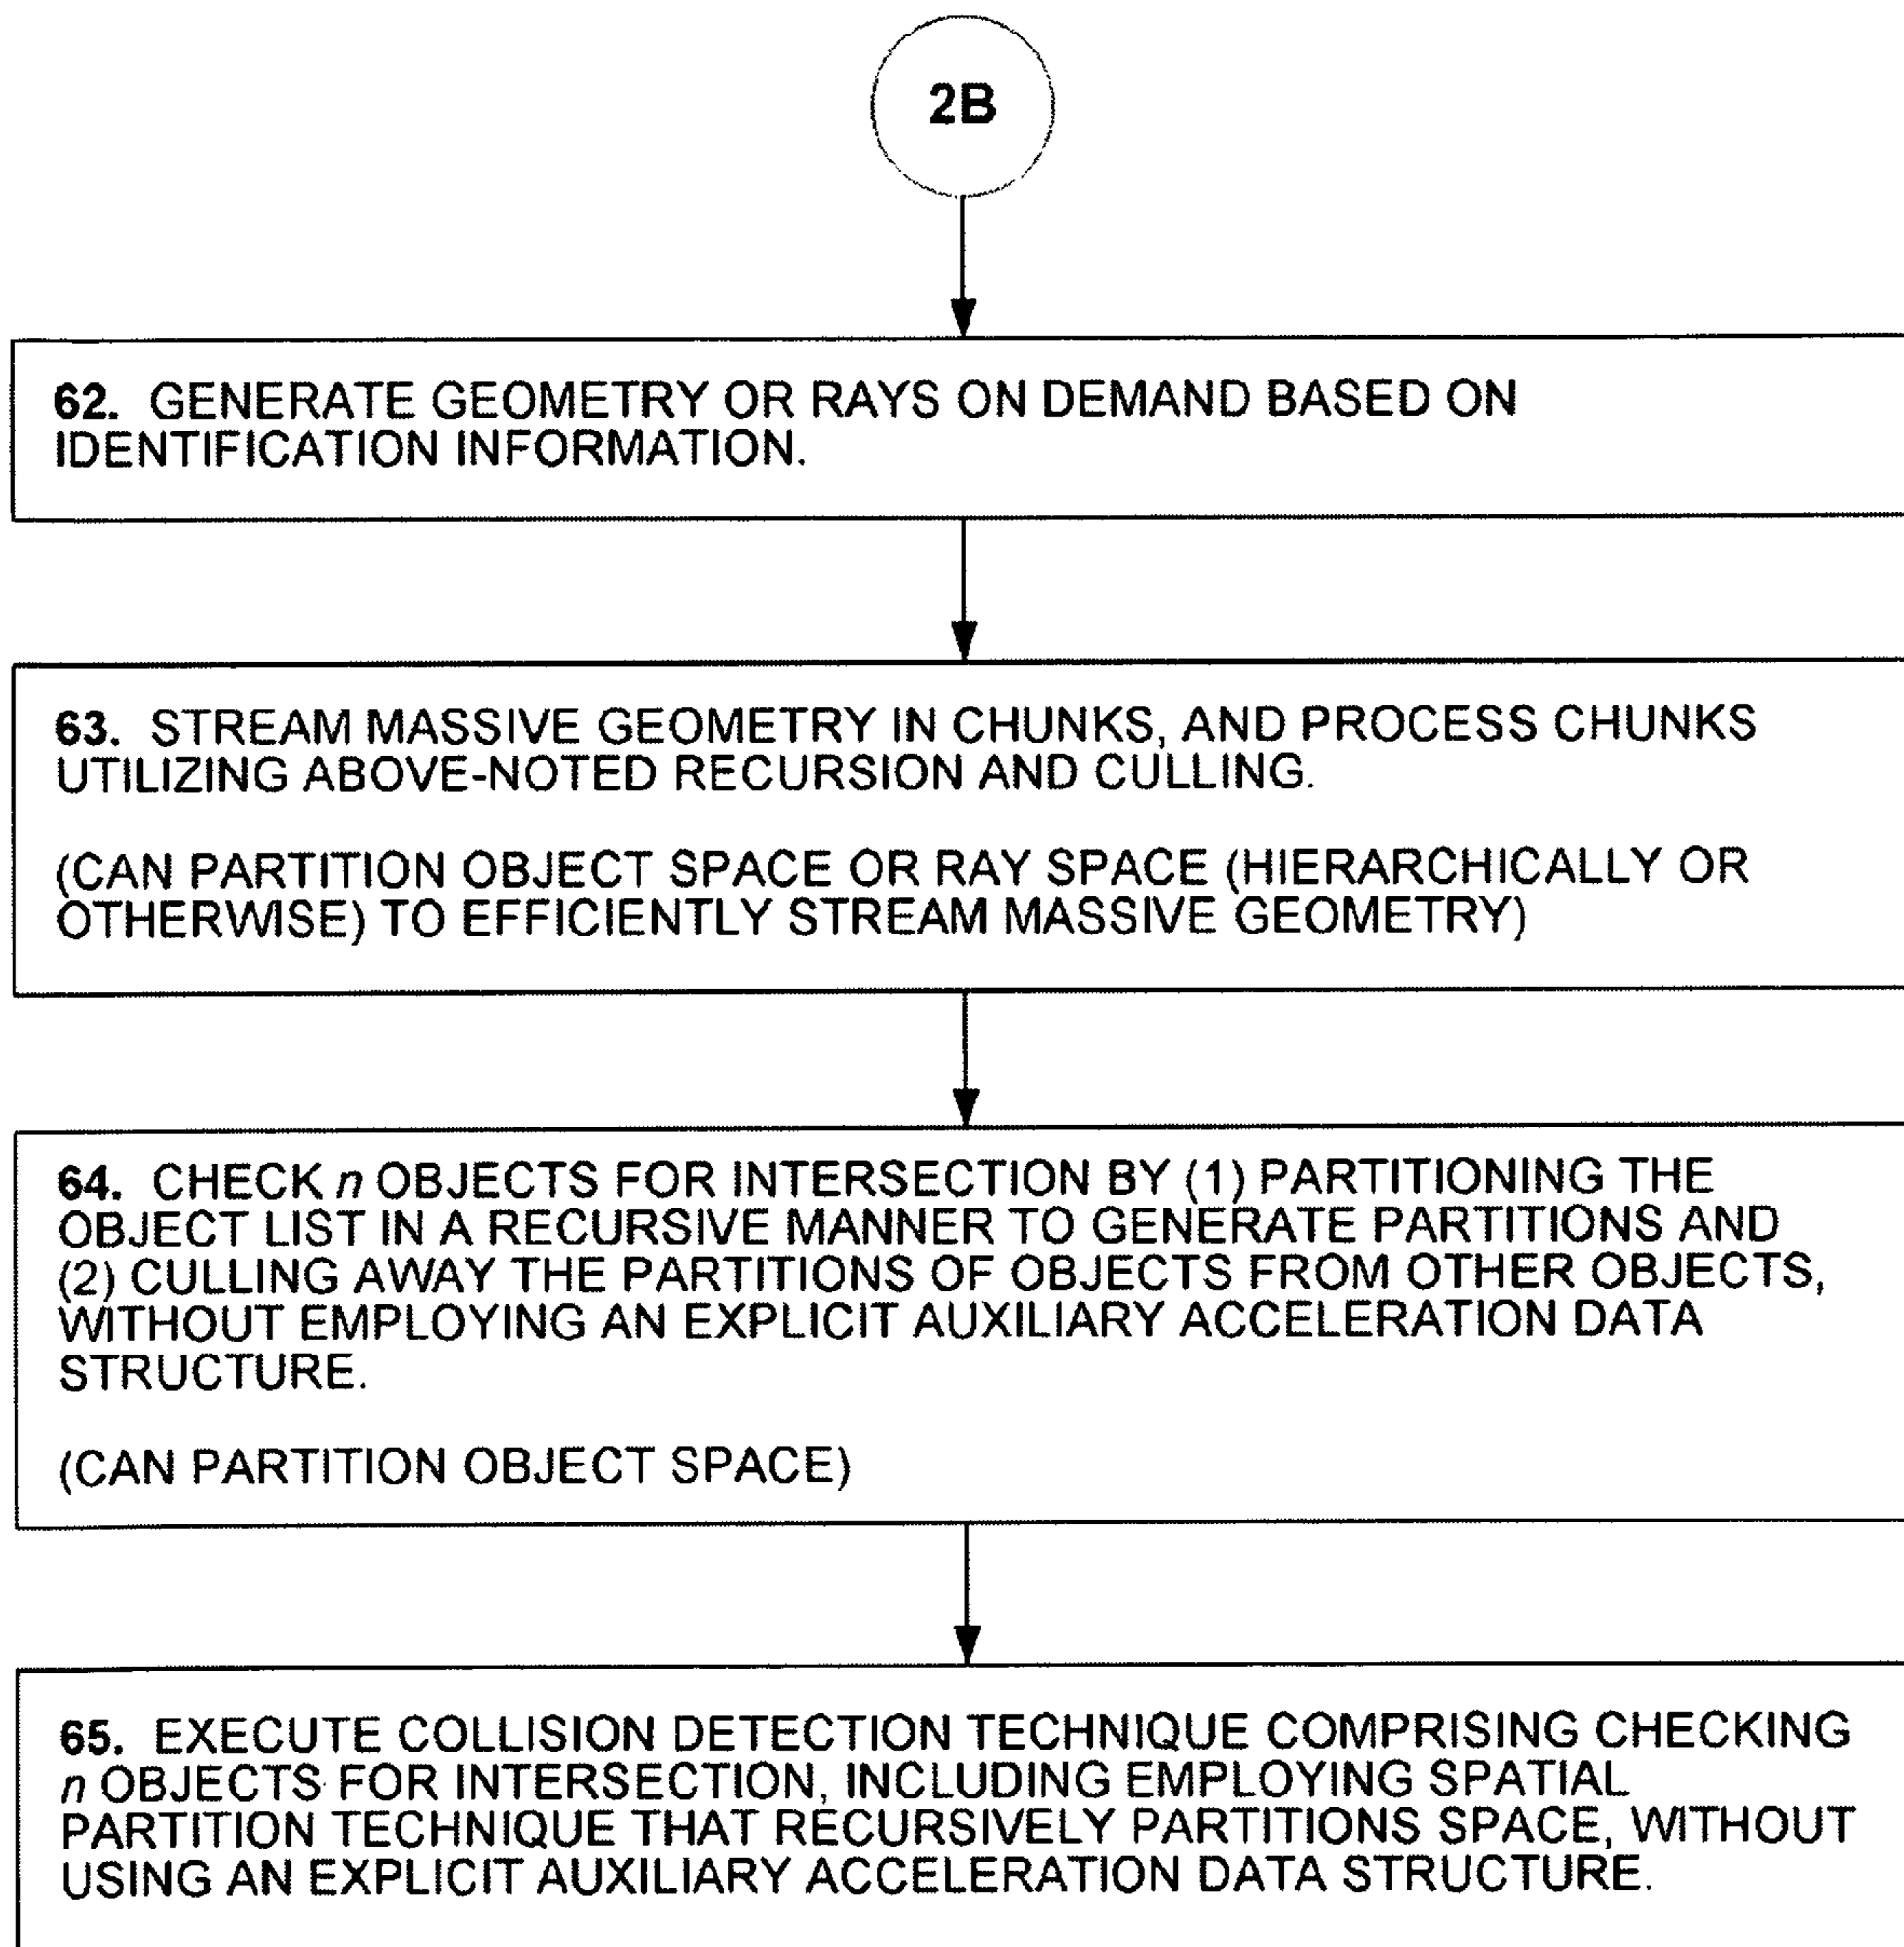 2B
62. GENERATE GEOMETRY OR RAYS ON DEMAND BASED ON
IDENTIFICATION INFORMATION.
63. STREAM MASSIVE GEOMETRY IN CHUNKS, AND PROCESS CHUNKS
UTILIZING ABOVE-NOTED RECURSION AND CULLING.
(CAN PARTITION OBJECT SPACE OR RAY SPACE (HIERARCHICALLY OR
OTHERWISE) TO EFFICIENTLY STREAM MASSIVE GEOMETRY)
64. CHECK n OBJECTS FOR INTERSECTION BY (1) PARTITIONING THE
OBJECT LIST IN A RECURSIVE MANNER TO GENERATE PARTITIONS AND
(2) CULLING AWAY THE PARTITIONS OF OBJECTS FROM OTHER OBJECTS,
WITHOUT EMPLOYING AN EXPLICIT AUXILIARY ACCELERATION DATA
STRUCTURE.
(CAN PARTITION OBJECT SPACE)
65. EXECUTE COLLISION DETECTION TECHNIQUE COMPRISING CHECKING
n OBJECTS FOR INTERSECTION, INCLUDING EMPLOYING SPATIAL
PARTITION TECHNIQUE THAT RECURSIVELY PARTITIONS SPACE, WITHOUT
USING AN EXPLICIT AUXILIARY ACCELERATION DATA STRUCTURE.